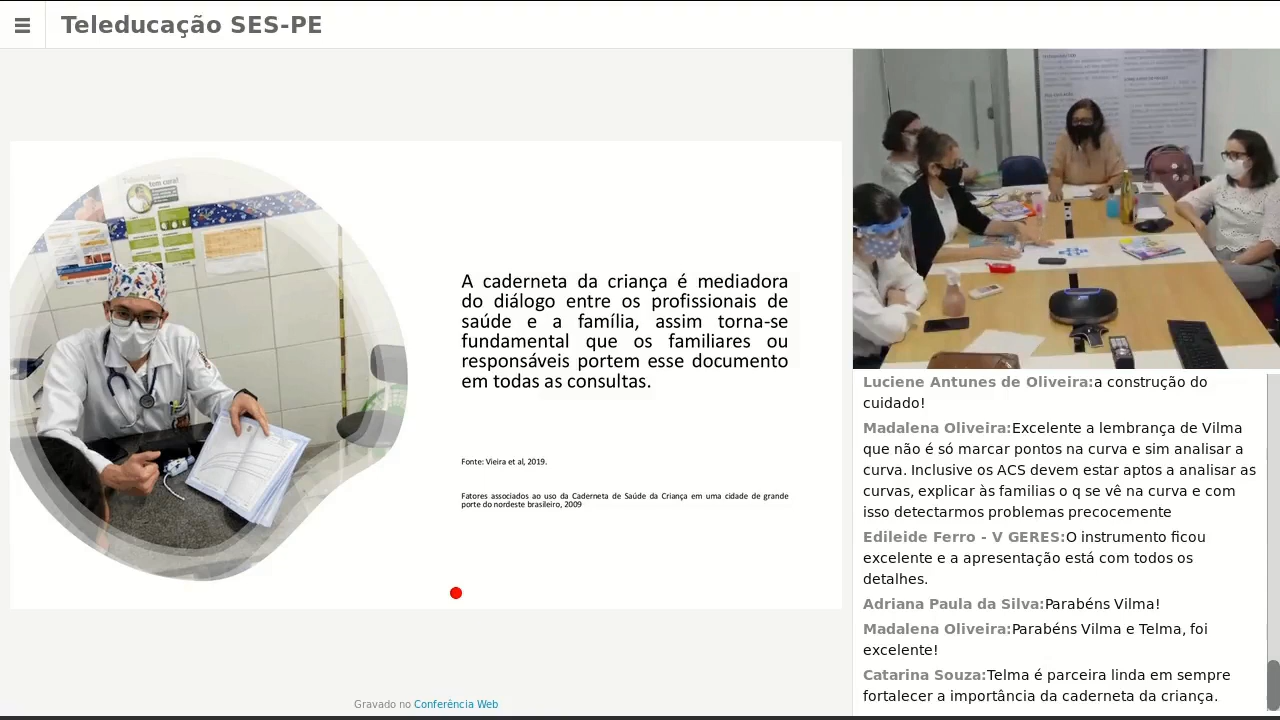 Teleducação SES-PE
A caderneta da criança é mediadora
do diálogo entre os profissionais de
saúde e a família, assim torna-se
fundamental que os familiares ou
responsáveis portem esse documento
em todas as consultas.
Fonte: Vieira et al, 2019.
Fatores associados ao uso da Caderneta de Saúde da Criança em uma cidade de grande
porte do nordeste brasileiro, 2009
Gravado no Conferência Web
Luciene Antunes de Oliveira:a construção do
cuidado!
Madalena Oliveira:Excelente a lembrança de Vilma
que não é só marcar pontos na curva e sim analisar a
curva. Inclusive os ACS devem estar aptos a analisar as
curvas, explicar às familias o q se vê na curva e com
isso detectarmos problemas precocemente
Edileide Ferro - V GERES:O instrumento ficou
excelente e a apresentação está com todos os
detalhes.
Adriana Paula da Silva:Parabéns Vilma!
Madalena Oliveira:Parabéns Vilma e Telma, foi
excelente!
Catarina Souza:Telma é parceira linda em sempre
fortalecer a importância da caderneta da criança.